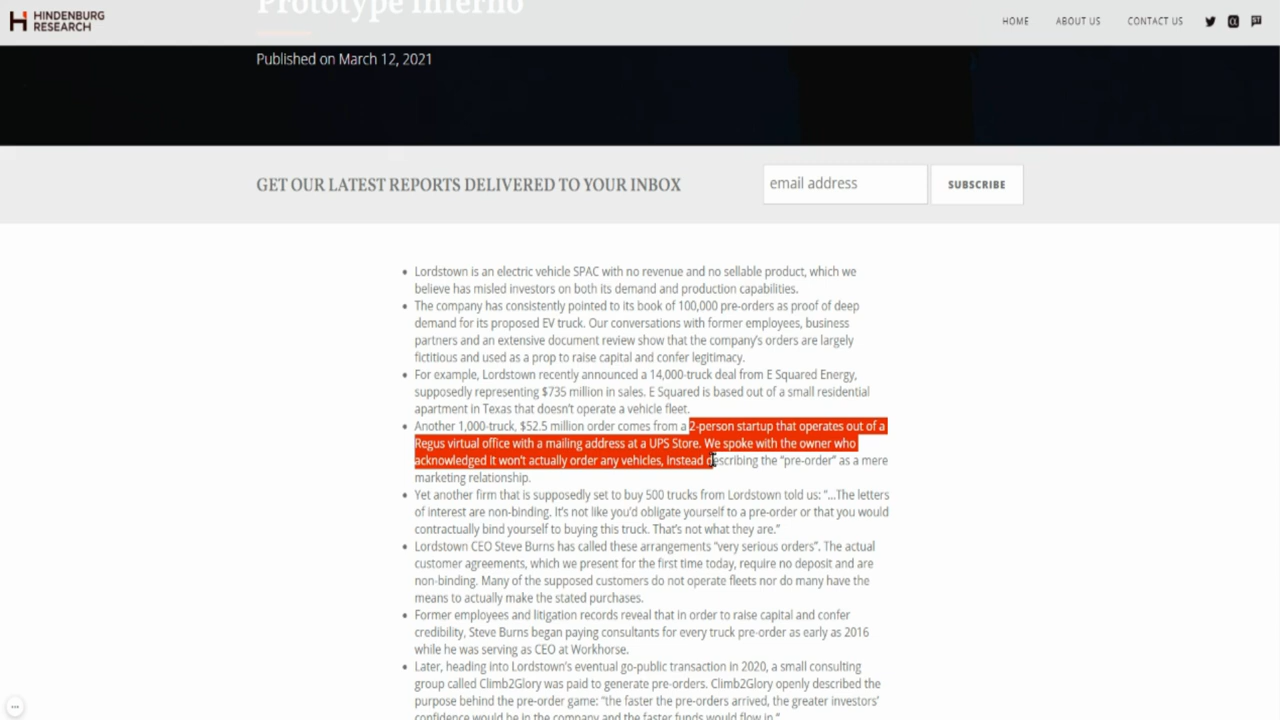 Prototype Inferno
HINDENBURG
RESEARCH
HOME ABOUT US CONTACT US
Published on March 12, 2021
GET OUR LATEST REPORTS DELIVERED TO YOUR INBOX
email address
SUBSCRIBE
• Lordstown is an electric vehicle SPAC with no revenue and no sellable product, which we
believe has misled investors on both its demand and production capabilities.
• The company has consistently pointed to its book of 100,000 pre-orders as proof of deep
demand for its proposed EV truck. Our conversations with former employees, business
partners and an extensive document review show that the company's orders are largely
fictitious and used as a prop to raise capital and confer legitimacy.
• For example, Lordstown recently announced a 14,000-truck deal from E Squared Energy,
supposedly representing $735 million in sales. E Squared is based out of a small residential
apartment in Texas that doesn't operate a vehicle fleet.
• Another 1,000-truck, $52.5 million order comes from a 2-person startup that operates out of a
Regus virtual office with a mailing address at a UPS Store. We spoke with the owner who
acknowledged it won't actually order any vehicles, instead describing the "pre-order" as a mere
marketing relationship.
• Yet another firm that is supposedly set to buy 500 trucks from Lordstown told us: "...The letters
of interest are non-binding. It's not like you'd obligate yourself to a pre-order or that you would
contractually bind yourself to buying this truck. That's not what they are."
• Lordstown CEO Steve Burns has called these arrangements "very serious orders". The actual
customer agreements, which we present for the first time today, require no deposit and are
non-binding. Many of the supposed customers do not operate fleets nor do many have the
means to actually make the stated purchases.
• Former employees and litigation records reveal that in order to raise capital and confer
credibility, Steve Burns began paying consultants for every truck pre-order as early as 2016
while he was serving as CEO at Workhorse.
• Later, heading into Lordstown's eventual go-public transaction in 2020, a small consulting
group called Climb2Glory was paid to generate pre-orders. Climb2Glory openly described the
purpose behind the pre-order game: "the faster the pre-orders arrived, the greater investors'
confidence would be in the company and the faster funds would flow in."